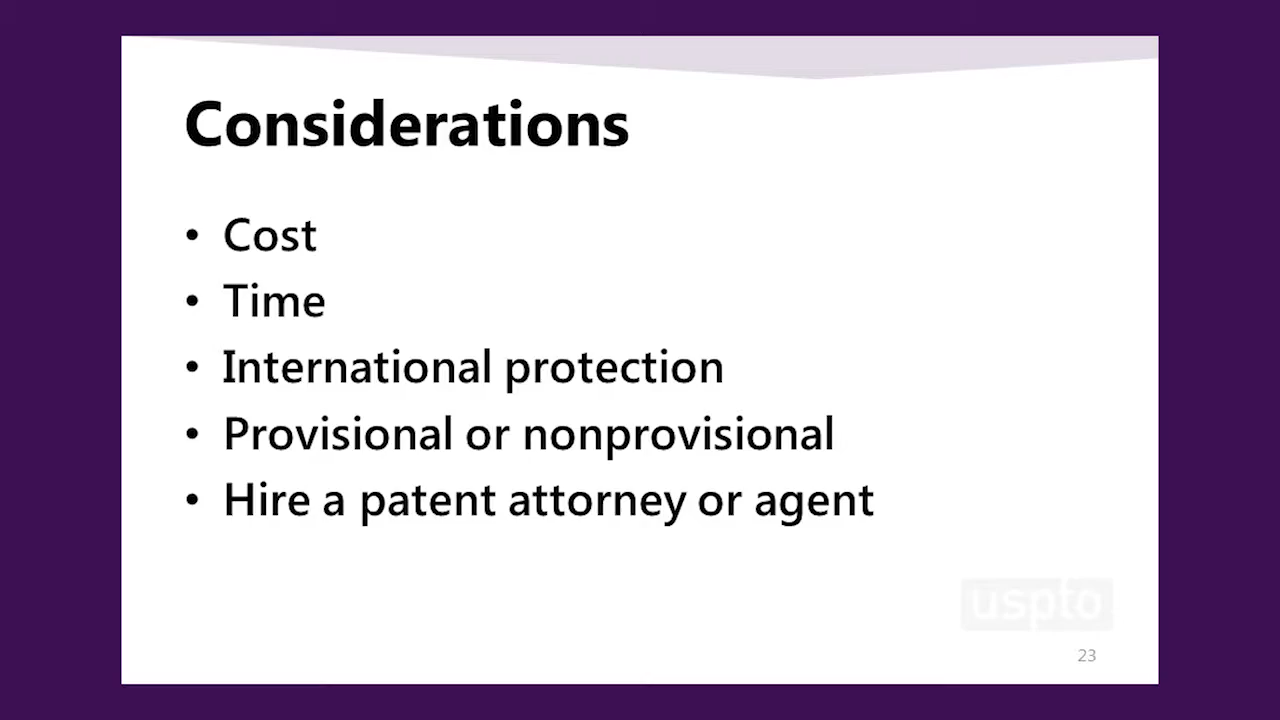 Considerations
• Cost
• Time
• International protection
• Provisional or nonprovisional
• Hire a patent attorney or agent
uspto
23